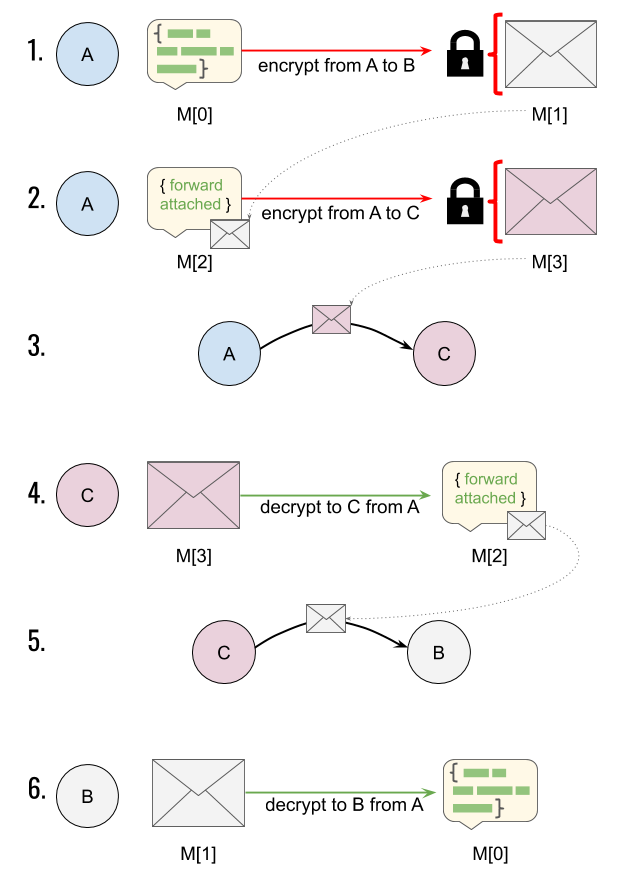 1.
A
{
}
encrypt from A to B
M[0]
M[1]
2.
A
{ forward
attached }
encrypt from A to C
M[2]
M[3]
3.
A
C
4.
C
decrypt to C from A
{ forward
attached }
M[3]
M[2]
5.
C
B
6.
B
decrypt to B from A
{
}
M[1]
M[0]